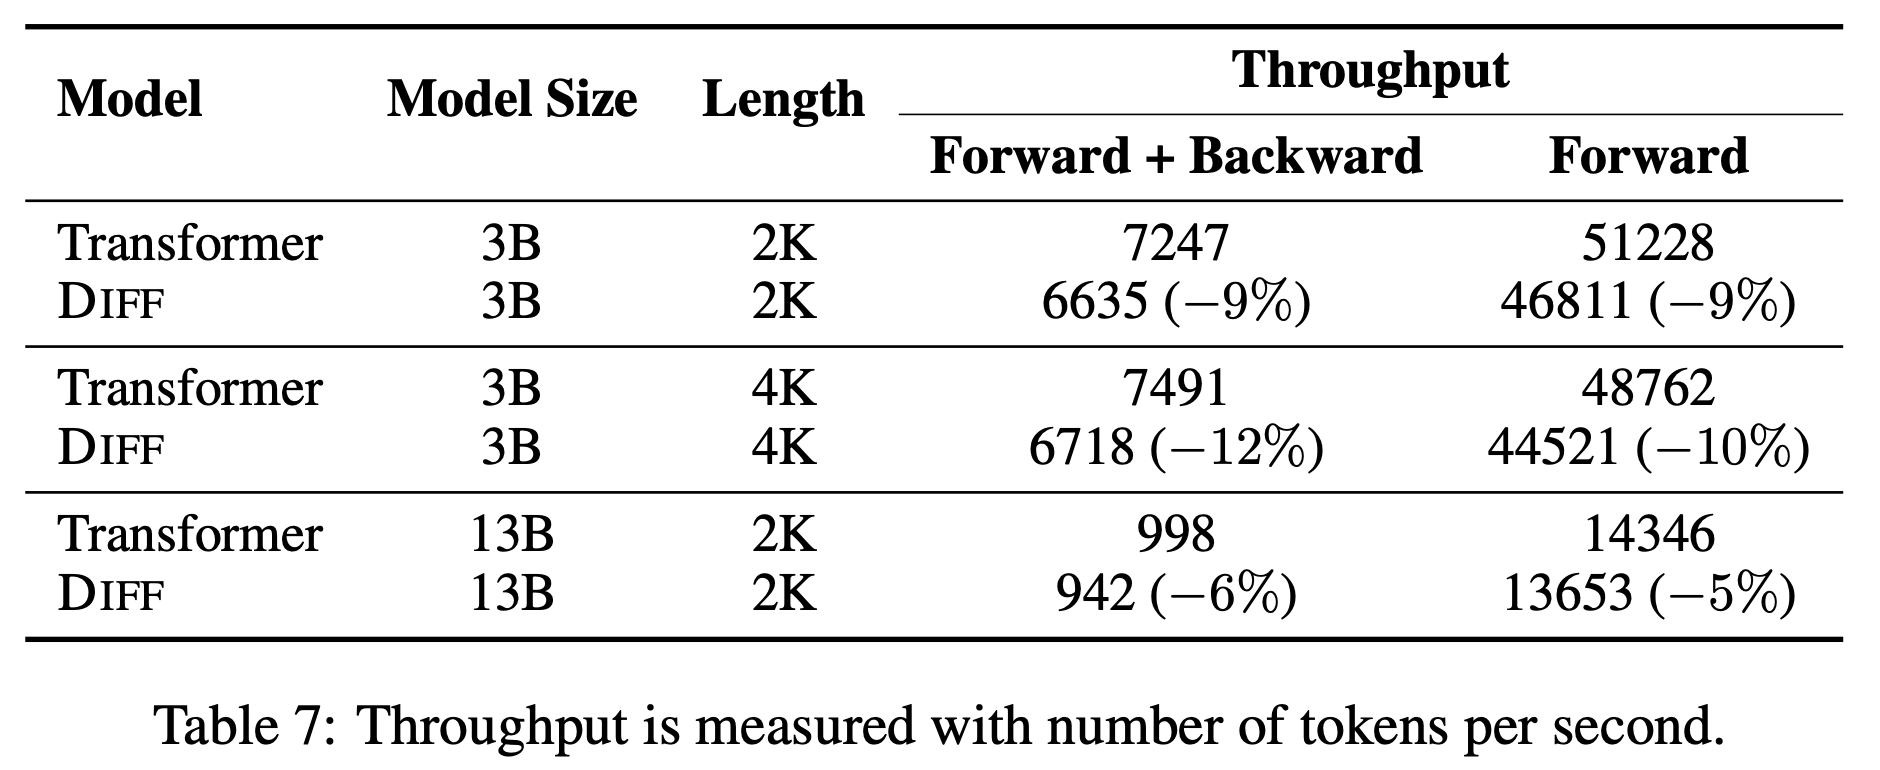 Model Model Size Length Throughput
Forward + Backward Forward
Transformer 3B 2K 7247 51228
DIFF 3B 2K 6635 (−9%) 46811 (−9%)
Transformer 3B 4K 7491 48762
DIFF 3B 4K 6718 (−12%) 44521 (−10%)
Transformer 13B 2K 998 14346
DIFF 13B 2K 942 (−6%) 13653 (−5%)
Table 7: Throughput is measured with number of tokens per second.